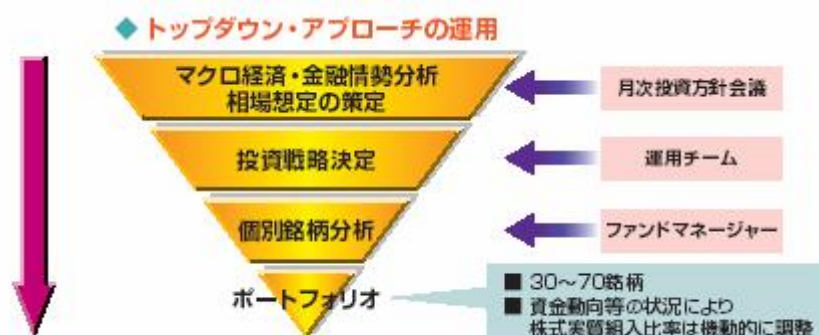 ◆ トップダウン・アプローチの運用
マクロ経済・金融情勢分析
相場想定の策定
月次投資方針会議
投資戦略決定
運用チーム
個別銘柄分析
ファンドマネージャー
ポートフォリオ
■ 30～70銘柄
■ 資金動向等の状況により
株式実質組入比率は機動的に調整